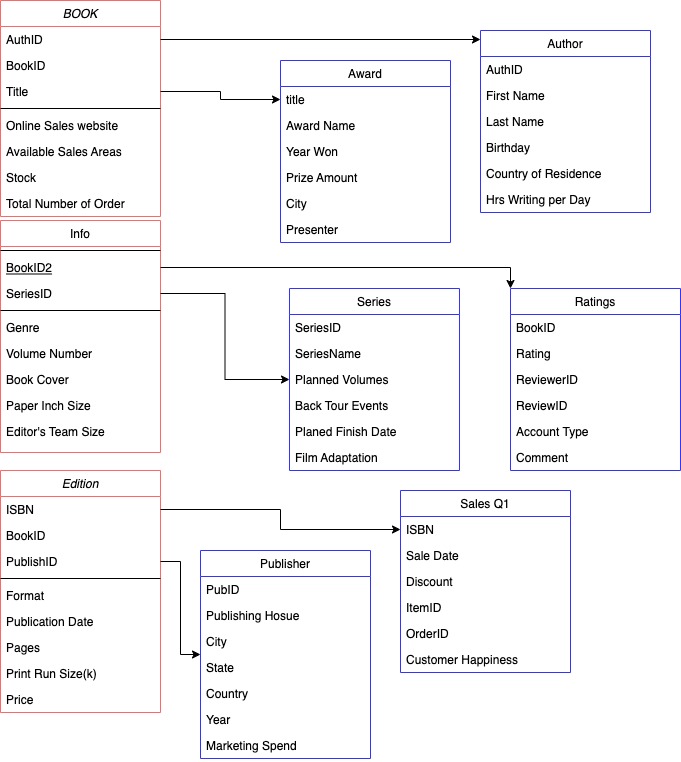 BOOK
AuthID
BookID
Title
Online Sales website
Available Sales Areas
Stock
Total Number of Order
Award
title
Award Name
Year Won
Prize Amount
City
Presenter
Author
AuthID
First Name
Last Name
Birthday
Country of Residence
Hrs Writing per Day
Info
BookID2
SeriesID
Genre
Volume Number
Book Cover
Paper Inch Size
Editor's Team Size
Series
SeriesID
SeriesName
Planned Volumes
Back Tour Events
Planed Finish Date
Film Adaptation
Ratings
BookID
Rating
ReviewerID
ReviewID
Account Type
Comment
Edition
ISBN
BookID
PublishID
Format
Publication Date
Pages
Print Run Size(k)
Price
Publisher
PubID
Publishing Hosue
City
State
Country
Year
Marketing Spend
Sales Q1
ISBN
Sale Date
Discount
ItemID
OrderID
Customer Happiness